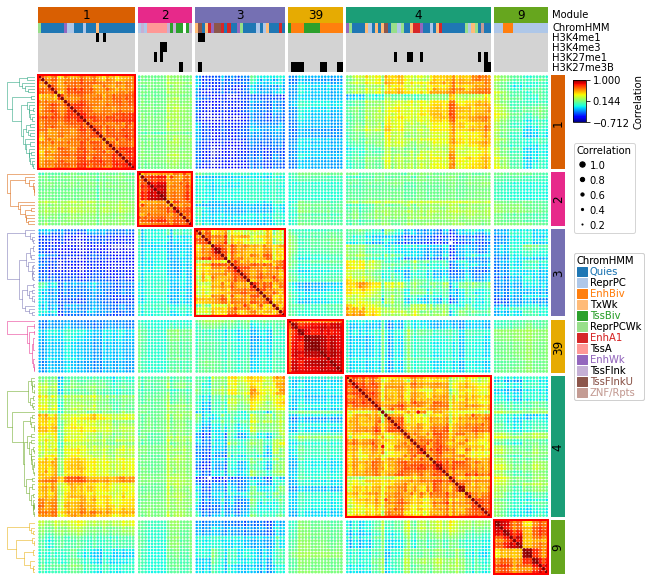 1 2 3 39 4 9 Module
ChromHMM
H3K4me1
H3K4me3
H3K27me1
H3K27me3B
1.000
0.144
−0.712
Correlation
1
Correlation
1.0
0.8
0.6
0.4
0.2
2
3
ChromHMM
Quies
ReprPC
EnhBiv
TxWk
TssBiv
ReprPCWk
EnhA1
TssA
EnhWk
TssFlnk
TssFlnkU
ZNF/Rpts
39
4
9